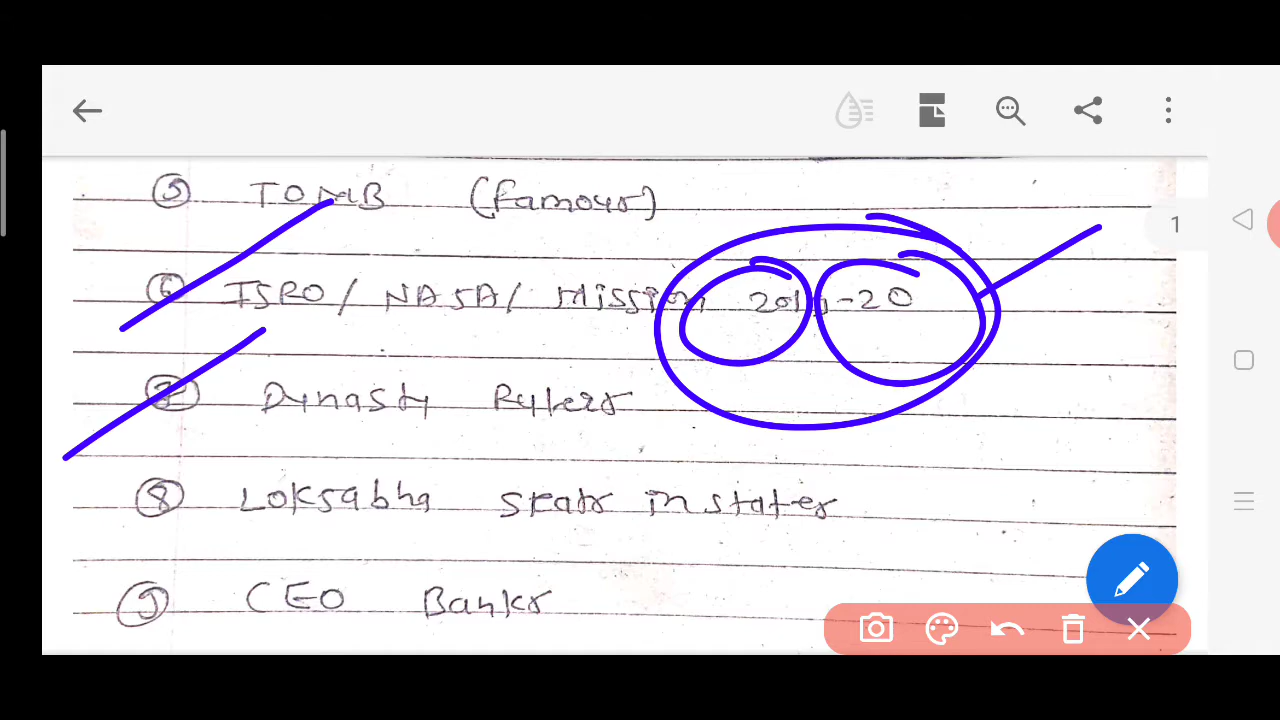 ⑤ TOMB (famous)
1
⑥ ISRO / NASA / Mission 2019-20
⑦ Dynasty Rulers
⑧ Loksabha Seats in states
⑨ CEO Banks